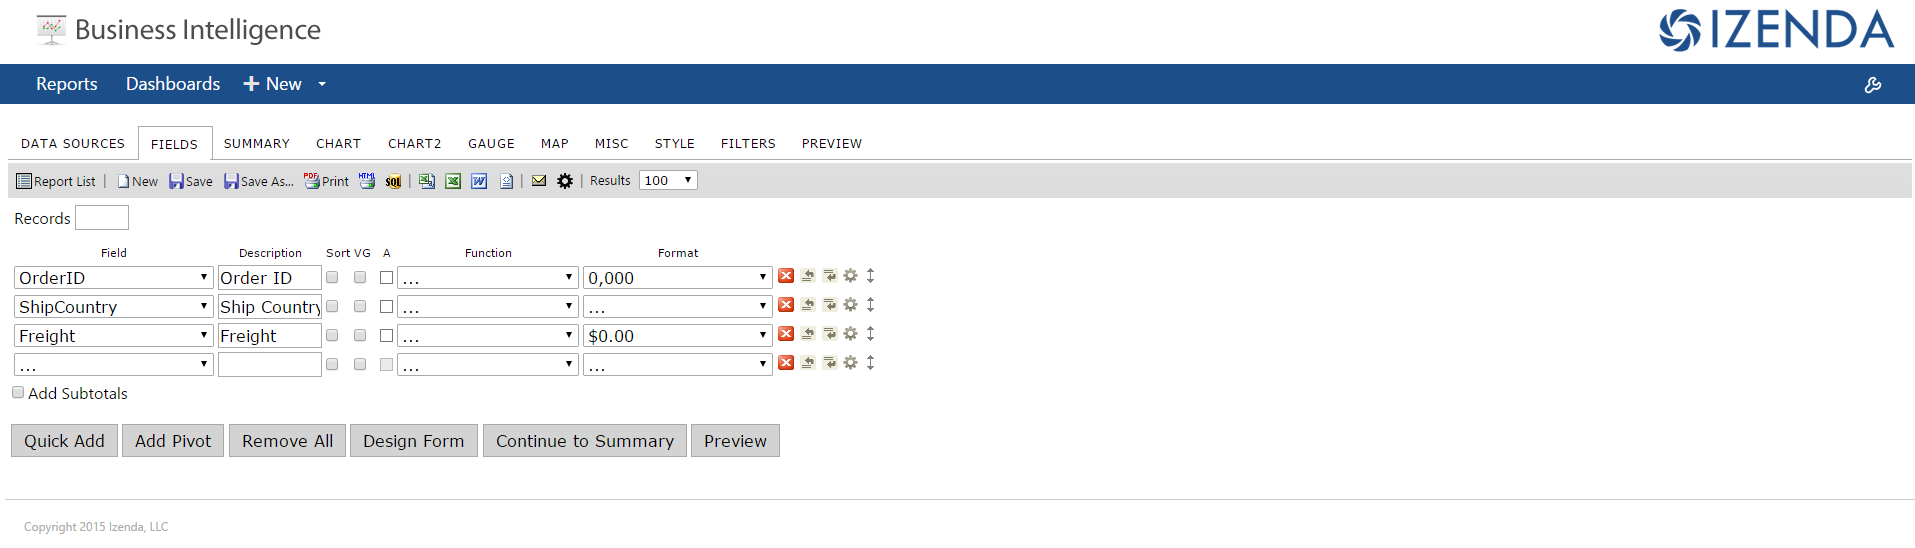 Business Intelligence
IZENDA
Reports Dashboards New
DATA SOURCES FIELDS SUMMARY CHART CHART2 GAUGE MAP MISC STYLE FILTERS PREVIEW
Report List | New Save Save As... PDF Print HTML SQL | | Results 100
Records
Field Description Sort VG A Function Format
OrderID Order ID ... 0,000
ShipCountry Ship Country ... ...
Freight Freight ... $0.00
... ... ...
Add Subtotals
Quick Add Add Pivot Remove All Design Form Continue to Summary Preview
Copyright 2015 Izenda, LLC